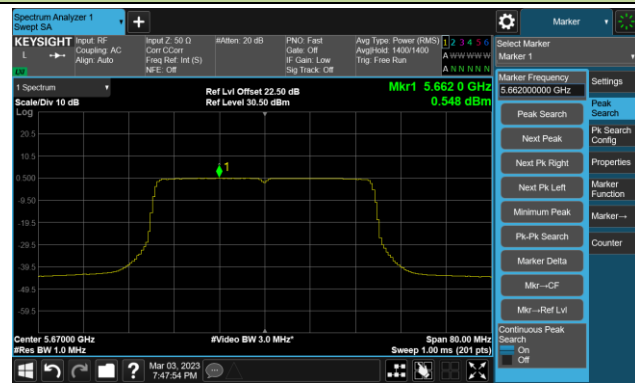 Spectrum Analyzer 1
Swept SA
Marker
KEYSIGHT
L
LW
Input: RF
Coupling: AC
Align: Auto
Input Z: 50 Ω
Corr CCorr
Freq Ref: Int (S)
NFE: Off
#Atten: 20 dB
PNO: Fast
Gate: Off
IF Gain: Low
Sig Track: Off
Avg Type: Power (RMS)
Avg|Hold: 1400/1400
Trig: Free Run
1 2 3 4 5 6
A W W W W W
A N N N N N
Select Marker
Marker 1
1 Spectrum
Scale/Div 10 dB
Log
Ref Lvl Offset 22.50 dB
Ref Level 30.50 dBm
Mkr1 5.662 0 GHz
0.548 dBm
20.5
10.5
0.500
-9.50
-19.5
-29.5
-39.5
-49.5
-59.5
1
Center 5.67000 GHz
#Res BW 1.0 MHz
#Video BW 3.0 MHz*
Span 80.00 MHz
Sweep 1.00 ms (201 pts)
Marker Frequency
5.662000000 GHz
Peak Search
Next Peak
Next Pk Right
Next Pk Left
Minimum Peak
Pk-Pk Search
Marker Delta
Mkr→CF
Mkr→Ref Lvl
Continuous Peak
Search
On
Off
Settings
Peak
Search
Pk Search
Config
Properties
Marker
Function
Marker→
Counter
?
Mar 03, 2023
7:47:54 PM